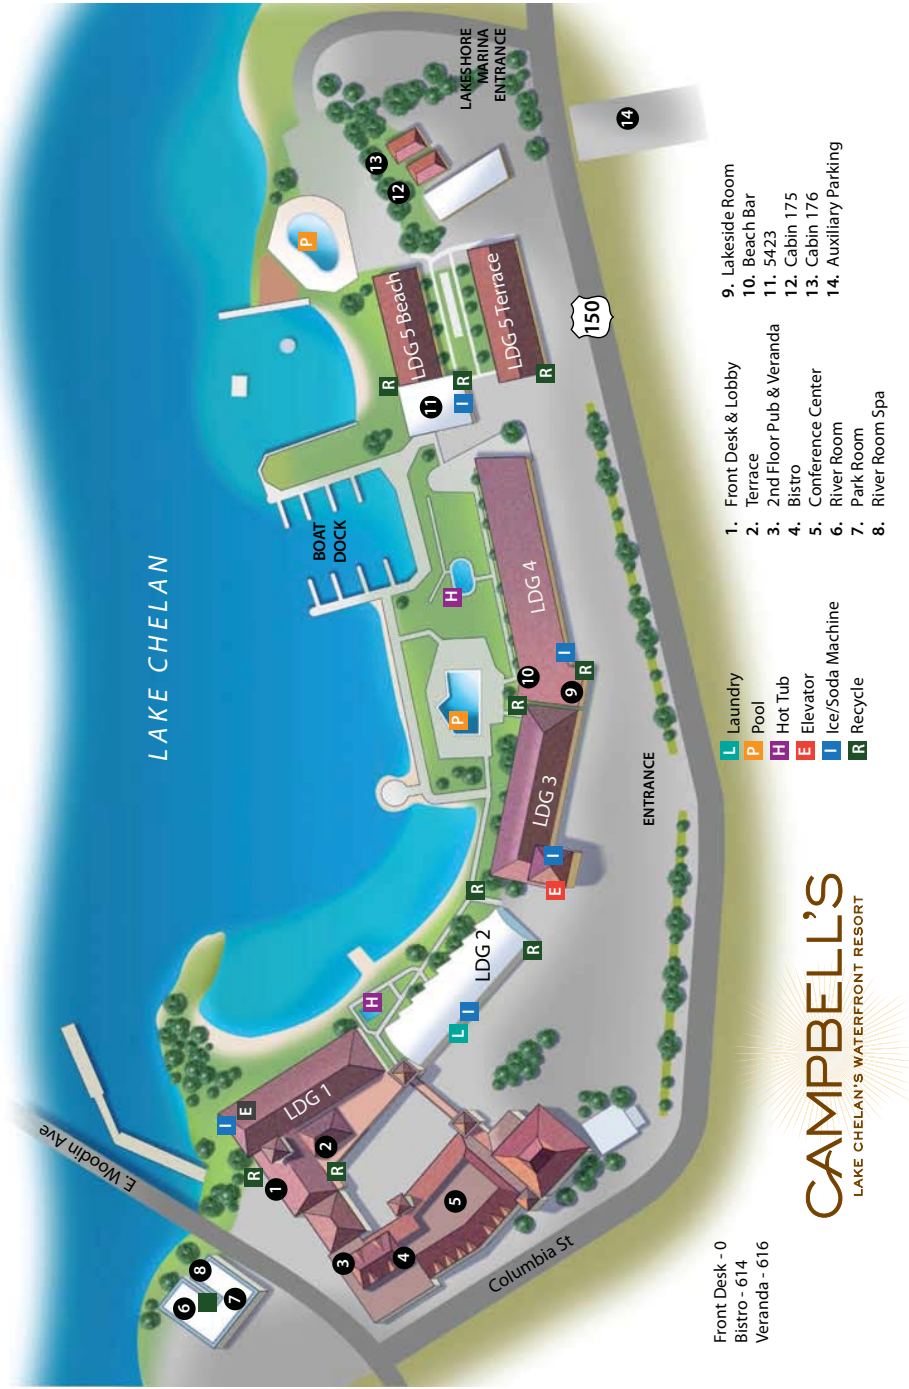 LAKE CHELAN
E. Woodin Ave
Columbia St
BOAT
DOCK
LAKESHORE
MARINA
ENTRANCE
ENTRANCE
150
LDG 1
LDG 2
LDG 3
LDG 4
LDG 5 Beach
LDG 5 Terrace
1
2
3
4
5
6
7
8
9
10
11
12
13
14
P
P
H
H
L
I
I
I
I
I
E
E
R
R
R
R
R
R
R
R
R
Front Desk - 0
Bistro - 614
Veranda - 616
CAMPBELL'S
LAKE CHELAN'S WATERFRONT RESORT
L Laundry
P Pool
H Hot Tub
E Elevator
I Ice/Soda Machine
R Recycle
1. Front Desk & Lobby
2. Terrace
3. 2nd Floor Pub & Veranda
4. Bistro
5. Conference Center
6. River Room
7. Park Room
8. River Room Spa
9. Lakeside Room
10. Beach Bar
11. 5423
12. Cabin 175
13. Cabin 176
14. Auxiliary Parking